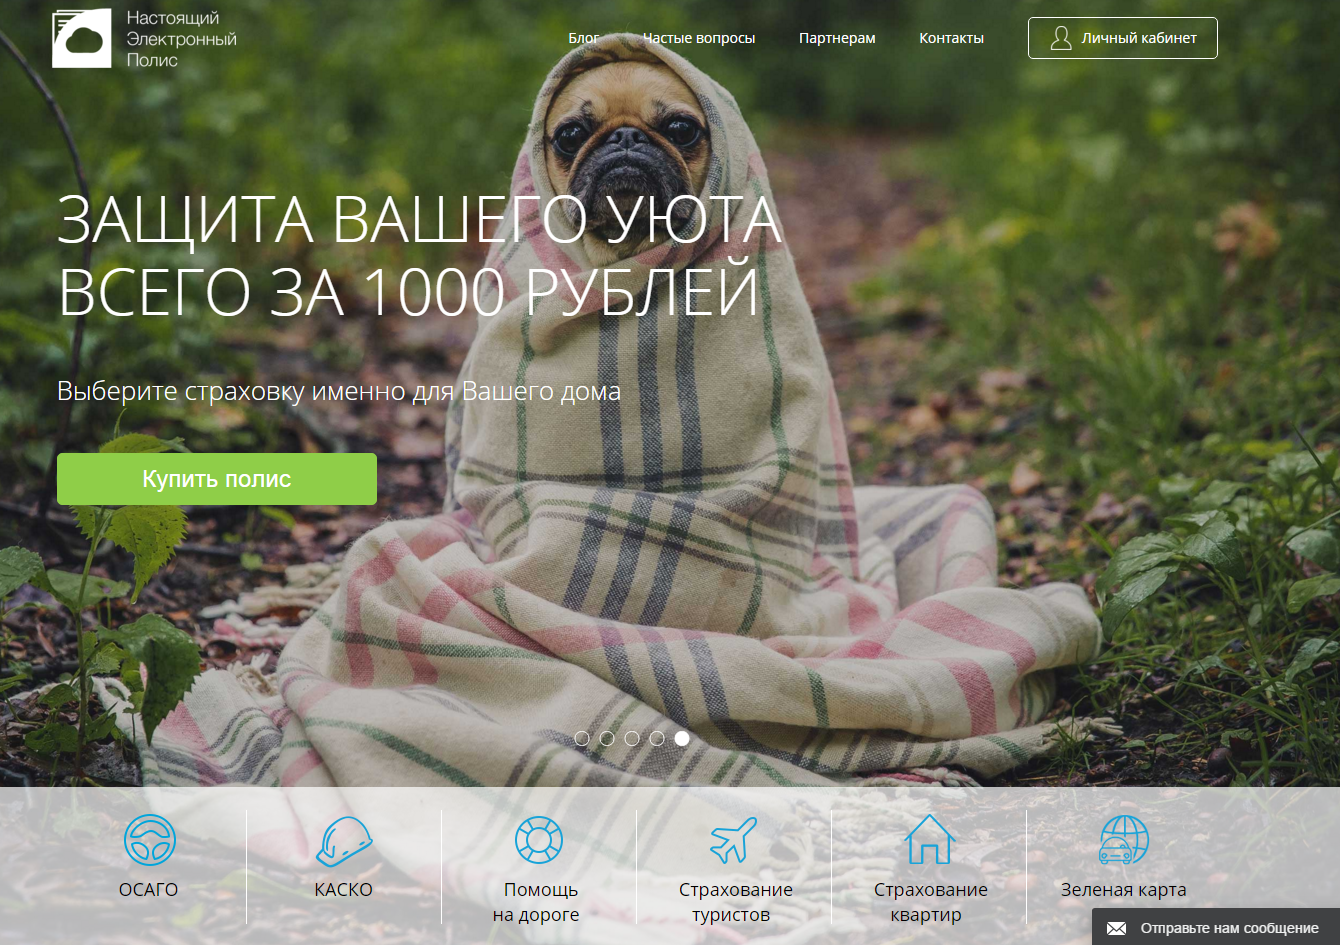 Настоящий
Электронный
Полис
Блог
Частые вопросы
Партнерам
Контакты
Личный кабинет
ЗАЩИТА ВАШЕГО УЮТА
ВСЕГО ЗА 1000 РУБЛЕЙ
Выберите страховку именно для Вашего дома
Купить полис
ОСАГО
КАСКО
Помощь
на дороге
Страхование
туристов
Страхование
квартир
Зеленая карта
Отправьте нам сообщение